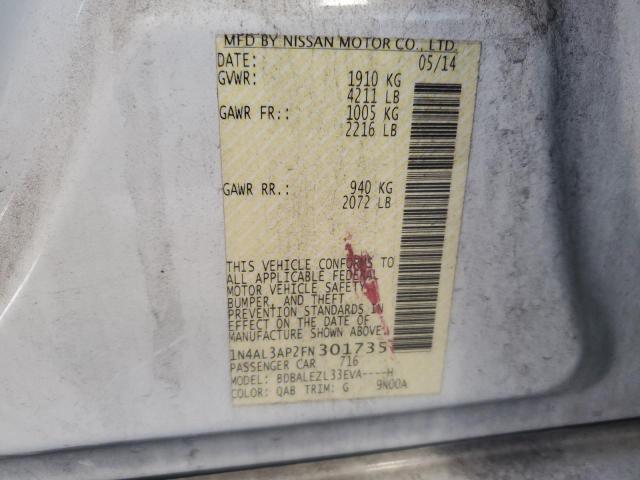 MFD BY NISSAN MOTOR CO., LTD.
DATE: 05/14
GVWR: 1910 KG
4211 LB
GAWR FR.: 1005 KG
2216 LB
GAWR RR.: 940 KG
2072 LB
THIS VEHICLE CONFORMS TO
ALL APPLICABLE FEDERAL
MOTOR VEHICLE SAFETY,
BUMPER, AND THEFT
PREVENTION STANDARDS IN
EFFECT ON THE DATE OF
MANUFACTURE SHOWN ABOVE.
1N4AL3AP2FN301735
PASSENGER CAR 716
MODEL: BDBALEZL33EVA----H
COLOR: QAB TRIM: G 9N00A